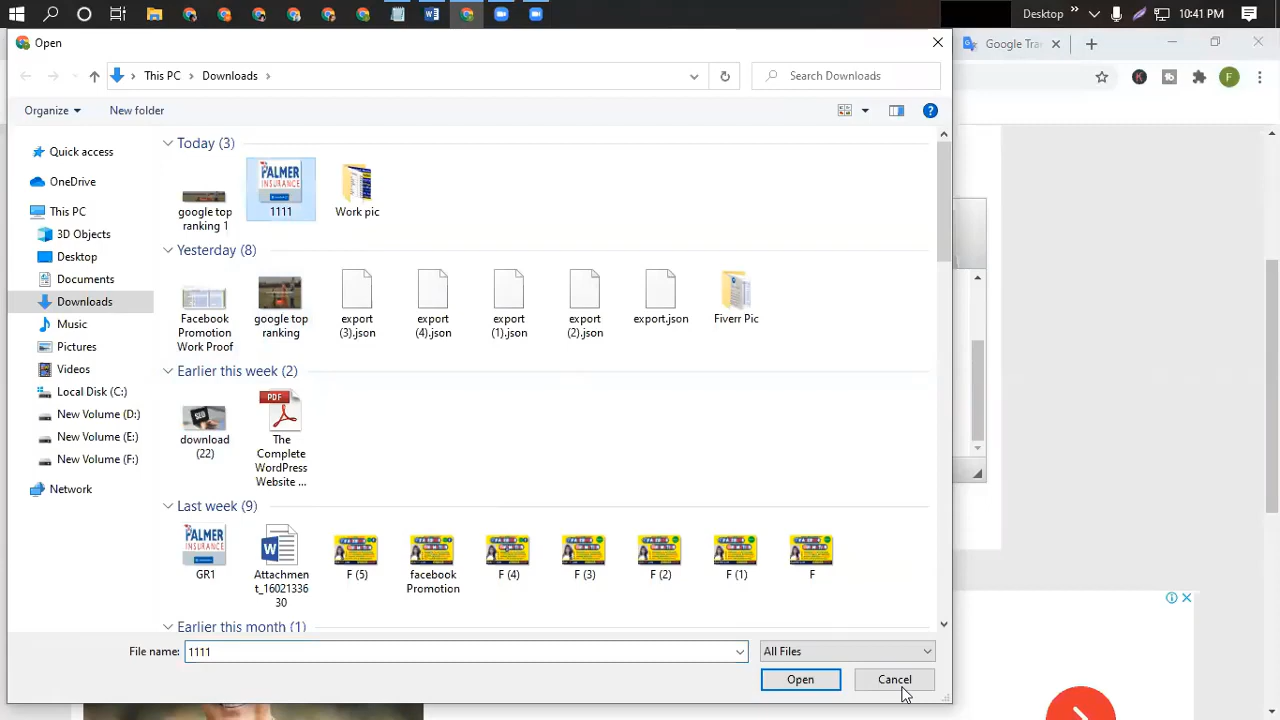 Desktop
10:41 PM
Open
Google Tra
This PC
Downloads
Search Downloads
F
Organize
New folder
Quick access
OneDrive
This PC
3D Objects
Desktop
Documents
Downloads
Music
Pictures
Videos
Local Disk (C:)
New Volume (D:)
New Volume (E:)
New Volume (F:)
Network
Today (3)
google top
ranking 1
PALMER
INSURANCE
1111
Work pic
Yesterday (8)
Facebook
Promotion
Work Proof
google top
ranking
export
(3).json
export
(4).json
export
(1).json
export
(2).json
export.json
Fiverr Pic
Earlier this week (2)
SEO
download
(22)
PDF
The
Complete
WordPress
Website ...
Last week (9)
PALMER
INSURANCE
GR1
Attachmen
t_16021336
30
F (5)
facebook
Promotion
F (4)
F (3)
F (2)
F (1)
F
Earlier this month (1)
File name:
1111
All Files
Open
Cancel